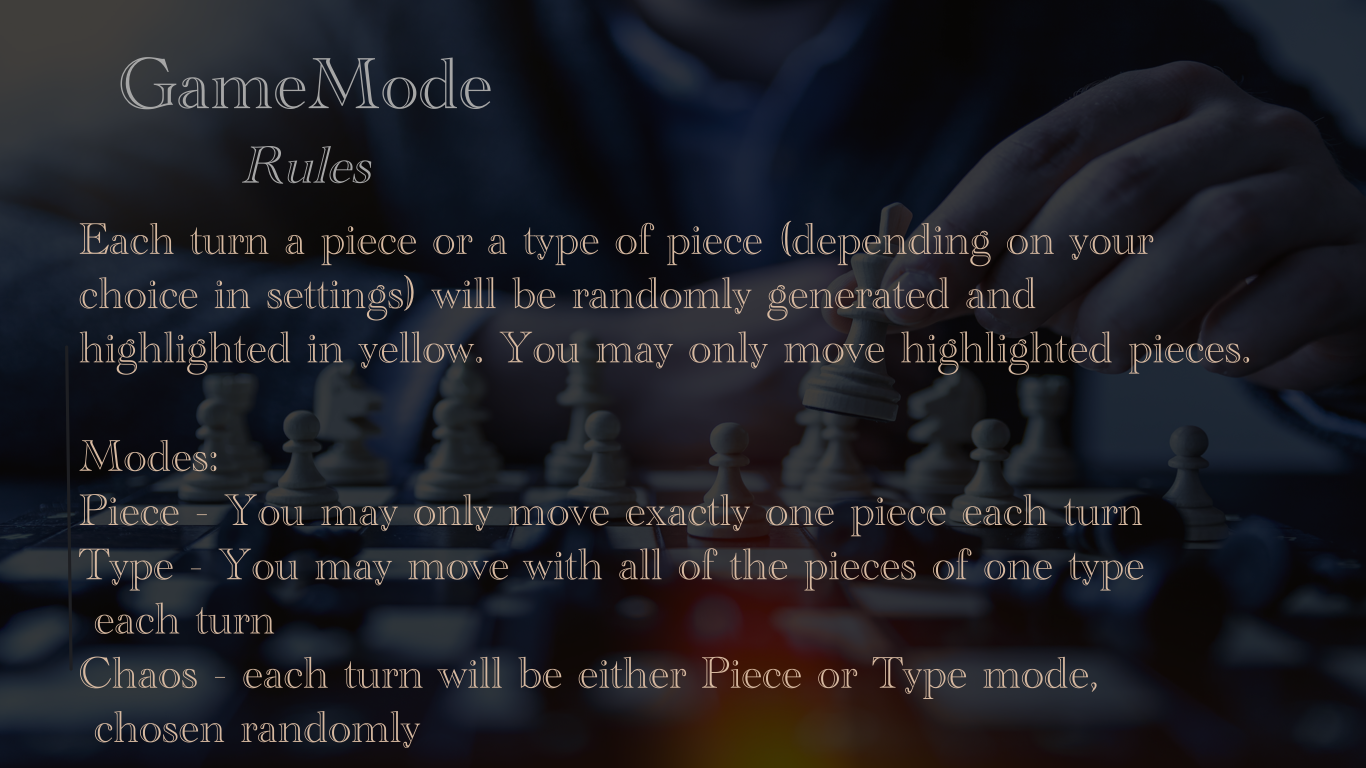 GameMode
Rules
Each turn a piece or a type of piece (depending on your
choice in settings) will be randomly generated and
highlighted in yellow. You may only move highlighted pieces.
Modes:
Piece - You may only move exactly one piece each turn
Type - You may move with all of the pieces of one type
each turn
Chaos - each turn will be either Piece or Type mode,
chosen randomly